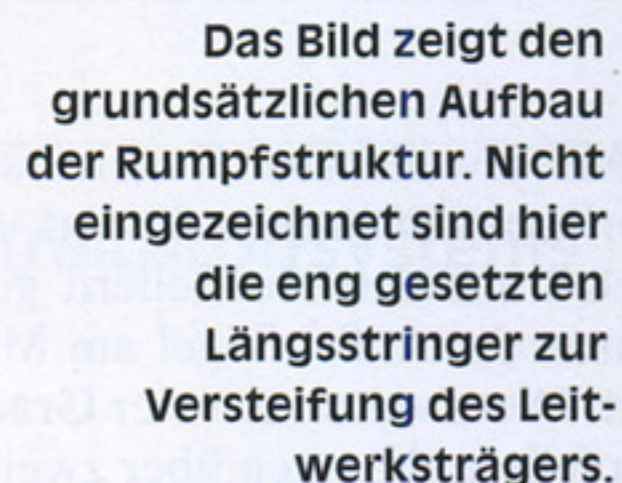 Das Bild zeigt den
grundsätzlichen Aufbau
der Rumpfstruktur. Nicht
eingezeichnet sind hier
die eng gesetzten
Längsstringer zur
Versteifung des Leit-
werksträgers.